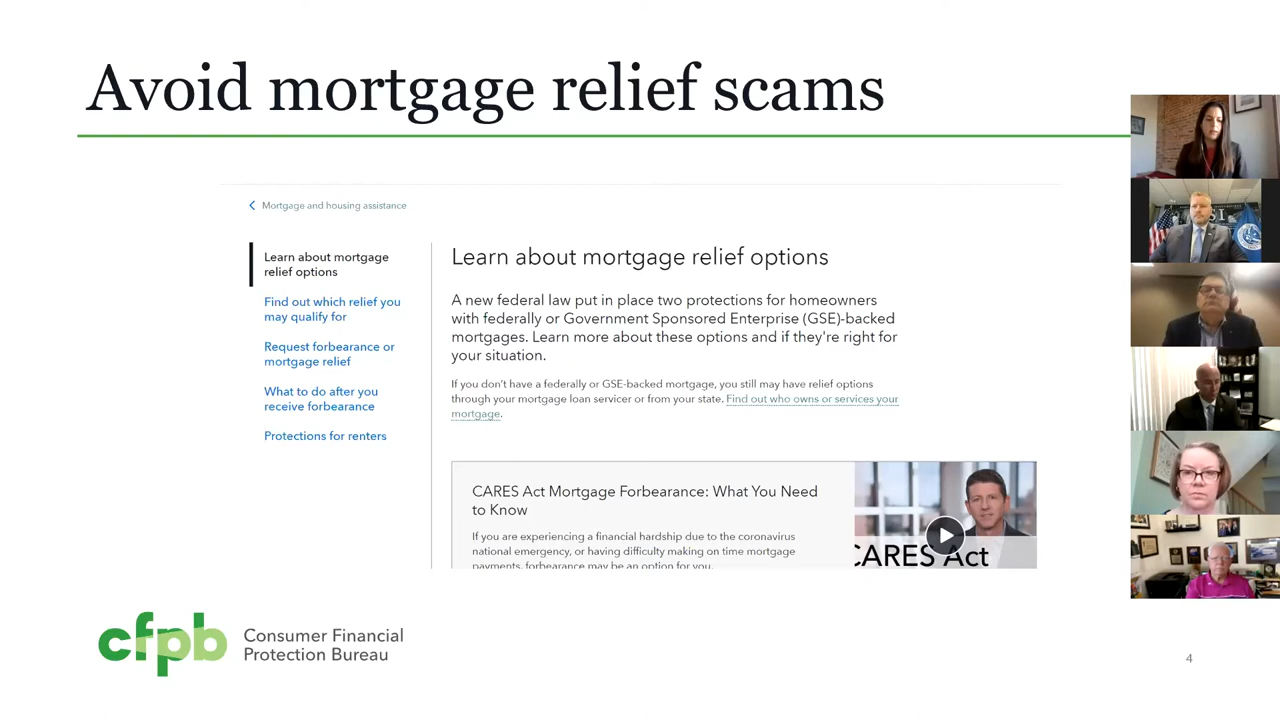 Avoid mortgage relief scams
Mortgage and housing assistance
Learn about mortgage
relief options
Find out which relief you
may qualify for
Request forbearance or
mortgage relief
What to do after you
receive forbearance
Protections for renters
Learn about mortgage relief options
A new federal law put in place two protections for homeowners
with federally or Government Sponsored Enterprise (GSE)-backed
mortgages. Learn more about these options and if they're right for
your situation.
If you don't have a federally or GSE-backed mortgage, you still may have relief options
through your mortgage loan servicer or from your state. Find out who owns or services your
mortgage.
CARES Act Mortgage Forbearance: What You Need
to Know
If you are experiencing a financial hardship due to the coronavirus
national emergency, or having difficulty making on time mortgage
payments, forbearance may be an option for you.
CARES Act
cfpb
Consumer Financial
Protection Bureau
4